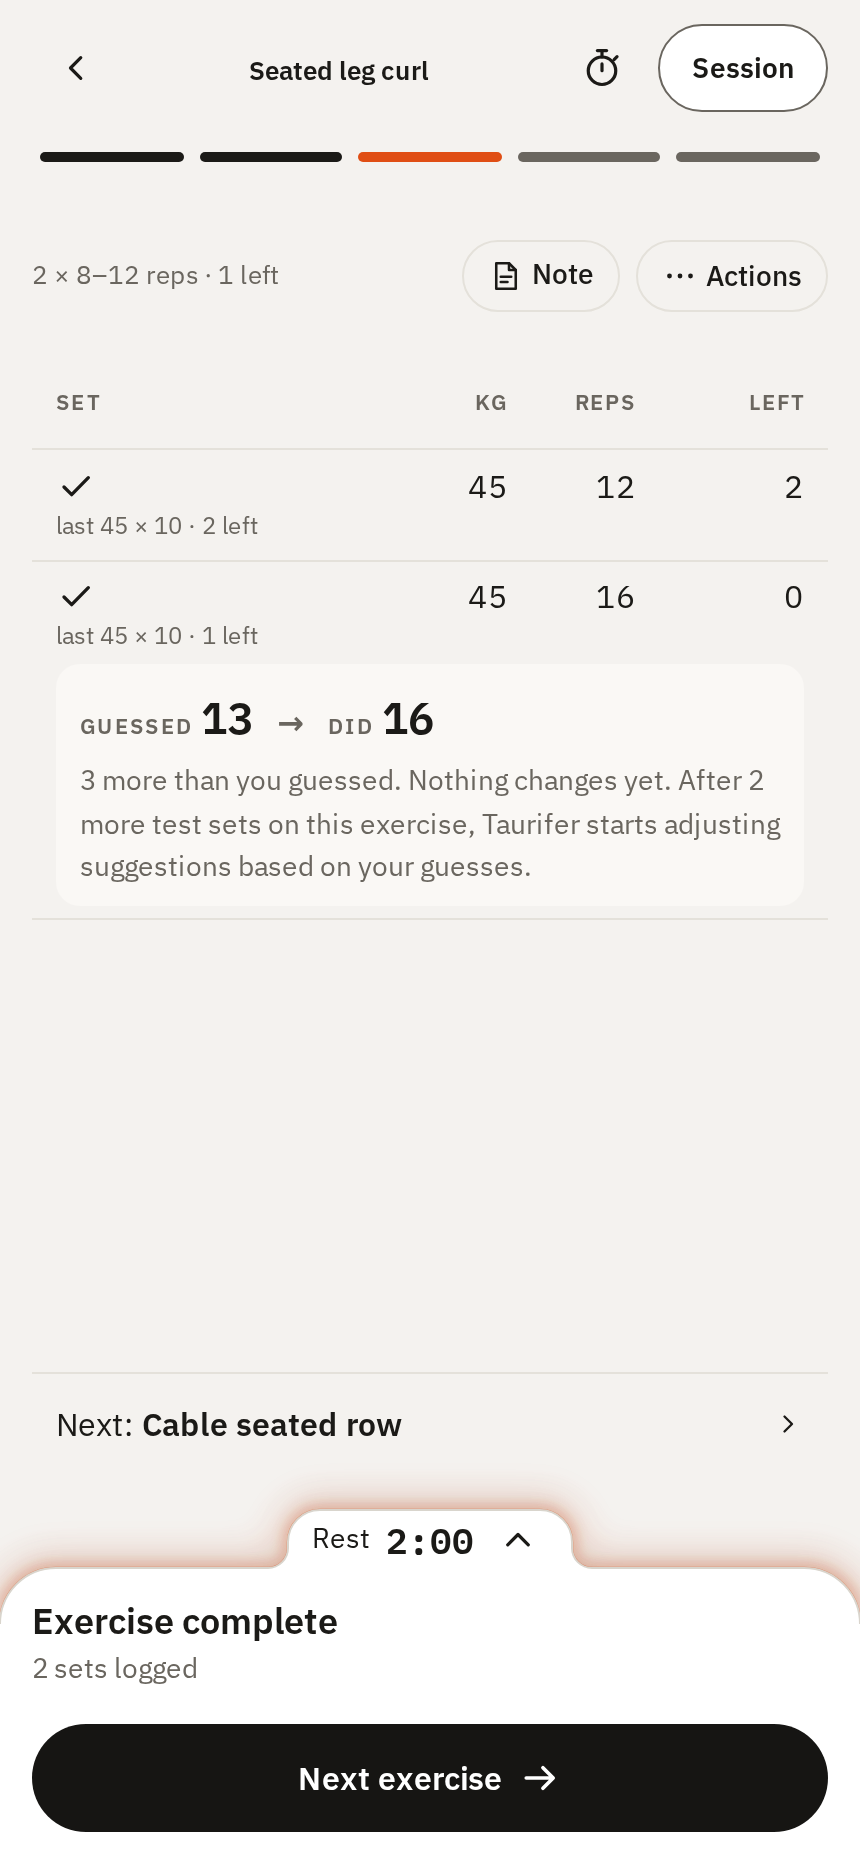 Seated leg curl
Session
2 × 8–12 reps · 1 left
Note
Actions
SET KG REPS LEFT
45 12 2
last 45 × 10 · 2 left
45 16 0
last 45 × 10 · 1 left
GUESSED 13 → DID 16
3 more than you guessed. Nothing changes yet. After 2
more test sets on this exercise, Taurifer starts adjusting
suggestions based on your guesses.
Next: Cable seated row
Rest 2:00
Exercise complete
2 sets logged
Next exercise →